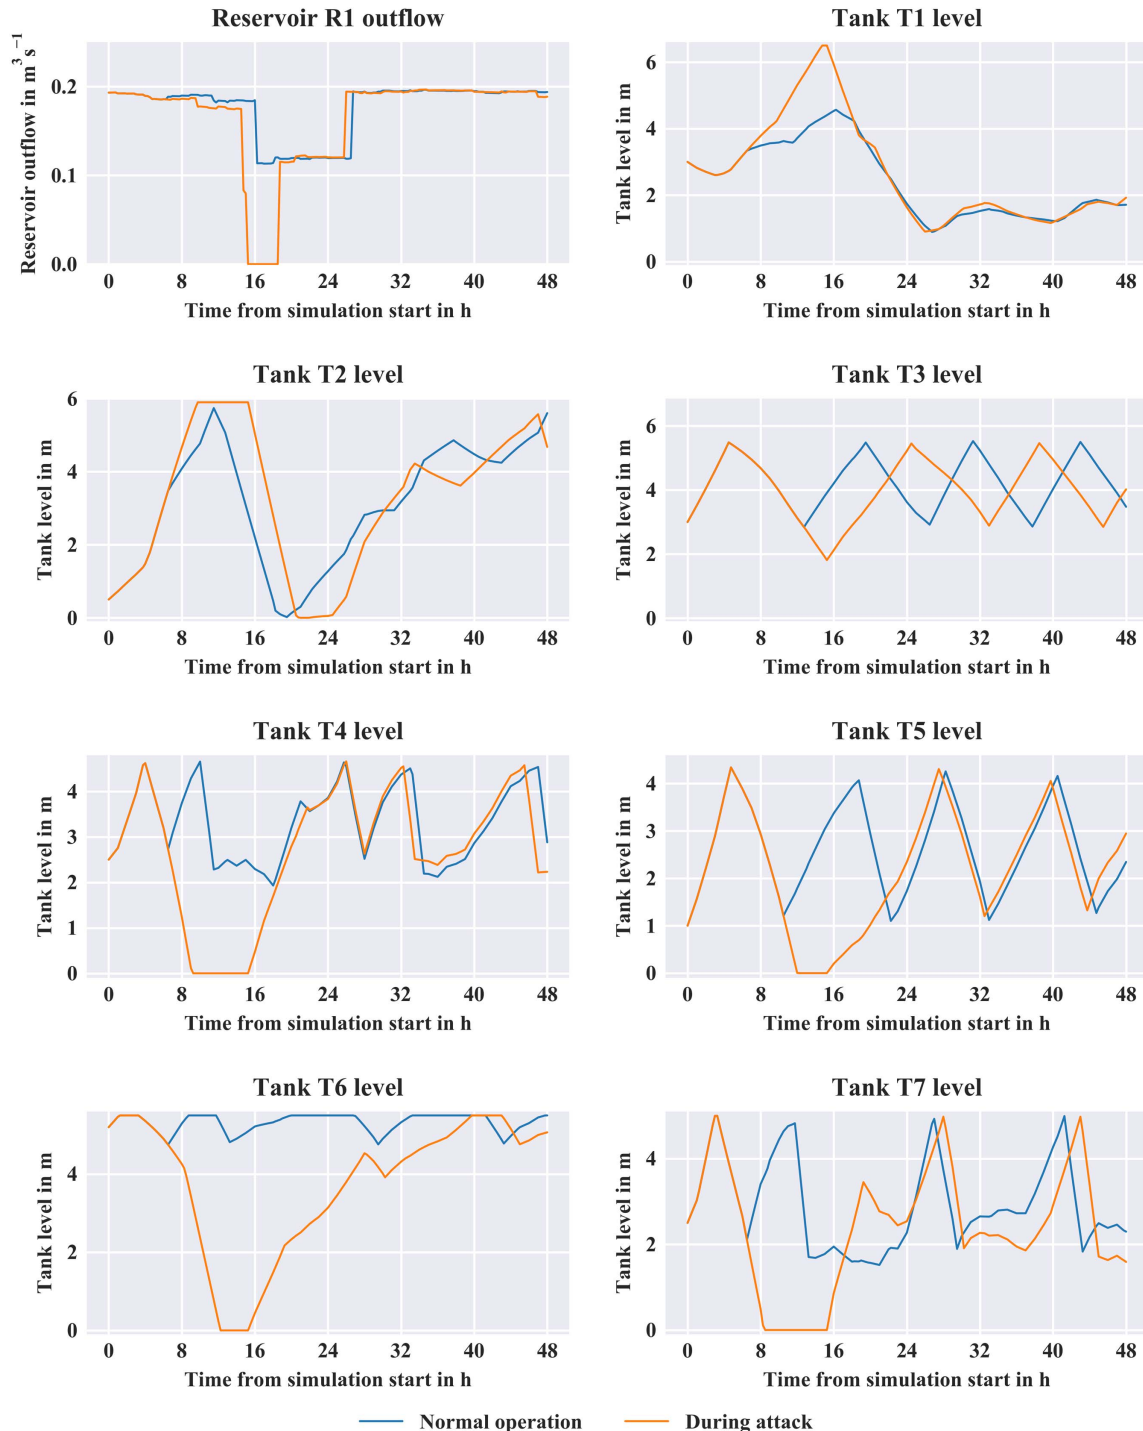 Reservoir R1 outflow
Reservoir outflow in m³ s⁻¹
0.2
0.1
0.0
0 8 16 24 32 40 48
Time from simulation start in h
Tank T1 level
Tank level in m
6
4
2
0
0 8 16 24 32 40 48
Time from simulation start in h
Tank T2 level
Tank level in m
6
4
2
0
0 8 16 24 32 40 48
Time from simulation start in h
Tank T3 level
Tank level in m
6
4
2
0
0 8 16 24 32 40 48
Time from simulation start in h
Tank T4 level
Tank level in m
4
3
2
1
0
0 8 16 24 32 40 48
Time from simulation start in h
Tank T5 level
Tank level in m
4
3
2
1
0
0 8 16 24 32 40 48
Time from simulation start in h
Tank T6 level
Tank level in m
4
2
0
0 8 16 24 32 40 48
Time from simulation start in h
Tank T7 level
Tank level in m
4
2
0
0 8 16 24 32 40 48
Time from simulation start in h
Normal operation
During attack